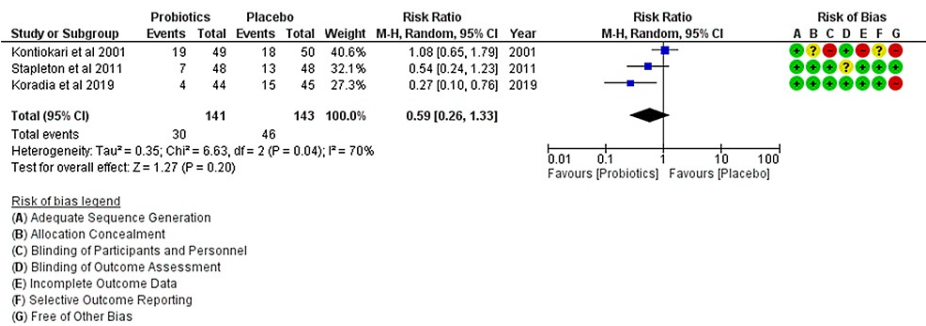 Probiotics Placebo Risk Ratio Risk Ratio Risk of Bias
Study or Subgroup Events Total Events Total Weight M-H, Random, 95% CI Year M-H, Random, 95% CI A B C D E F G
Kontiokari et al 2001 19 49 18 50 40.6% 1.08 [0.65, 1.79] 2001 + ? - + - ? -
Stapleton et al 2011 7 48 13 48 32.1% 0.54 [0.24, 1.23] 2011 + + + ? + + +
Koradia et al 2019 4 44 15 45 27.3% 0.27 [0.10, 0.76] 2019 + + + + + + -
Total (95% CI) 141 143 100.0% 0.59 [0.26, 1.33]
Total events 30 46
Heterogeneity: Tau² = 0.35; Chi² = 6.63, df = 2 (P = 0.04); I² = 70%
Test for overall effect: Z = 1.27 (P = 0.20)
0.01 0.1 1 10 100
Favours [Probiotics] Favours [Placebo]
Risk of bias legend
(A) Adequate Sequence Generation
(B) Allocation Concealment
(C) Blinding of Participants and Personnel
(D) Blinding of Outcome Assessment
(E) Incomplete Outcome Data
(F) Selective Outcome Reporting
(G) Free of Other Bias